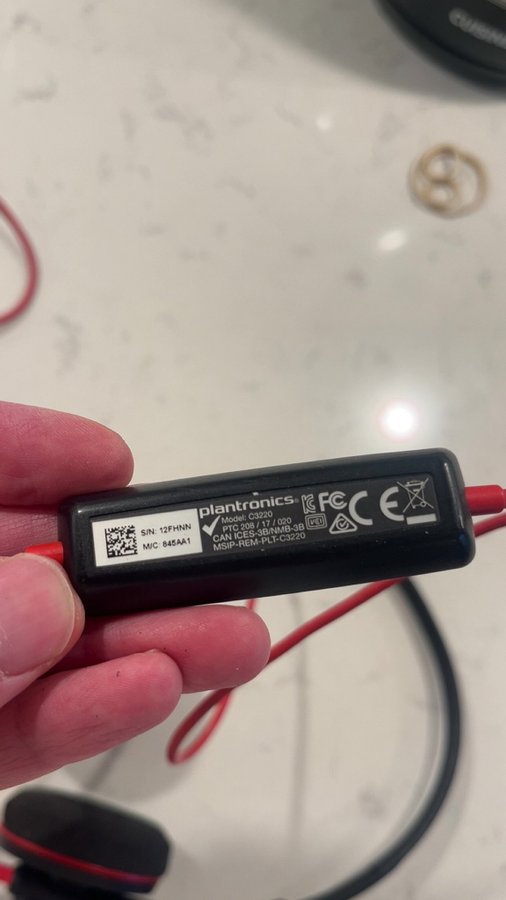 S/N: 12FHNN
M/C: 845AA1
plantronics®
Model: C3220
PTC 208 / 17 / 020
CAN ICES-3B/NMB-3B
MSIP-REM-PLT-C3220
FC
VEI
CE